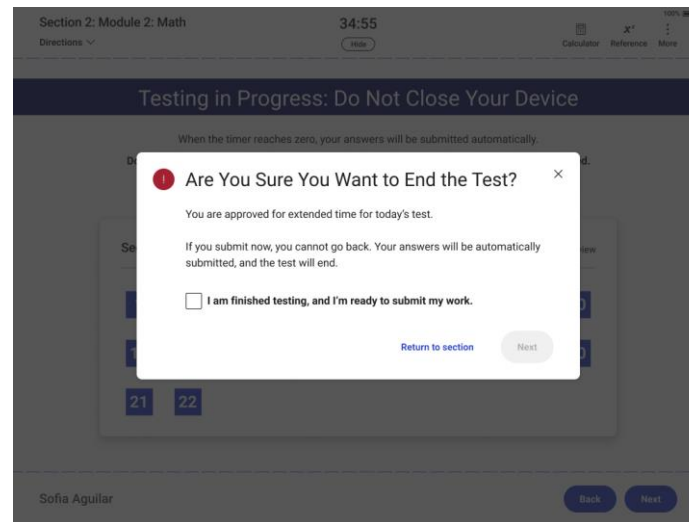 Section 2: Module 2: Math
34:55
100%
Directions
Hide
Calculator
Reference
More
Testing in Progress: Do Not Close Your Device
When the timer reaches zero, your answers will be submitted automatically.
Are You Sure You Want to End the Test?
You are approved for extended time for today's test.
If you submit now, you cannot go back. Your answers will be automatically
submitted, and the test will end.
I am finished testing, and I'm ready to submit my work.
Return to section
Next
21
22
Sofia Aguilar
Back
Next